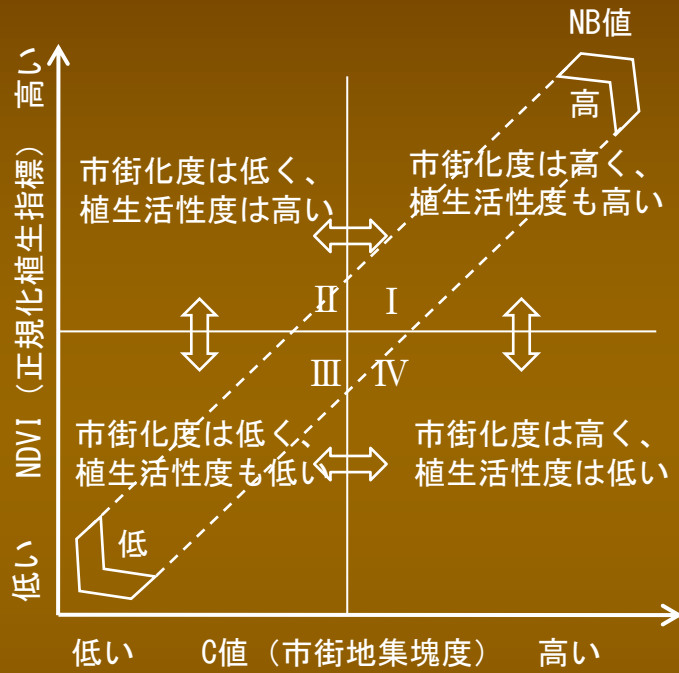 NB値
高
高い
NDVI(正規化植生指標)
低い
市街化度は低く、
植生活性度は高い
市街化度は高く、
植生活性度も高い
Ⅱ
Ⅰ
Ⅲ
Ⅳ
市街化度は低く、
植生活性度も低い
市街化度は高く、
植生活性度は低い
低
低い C値(市街地集塊度) 高い